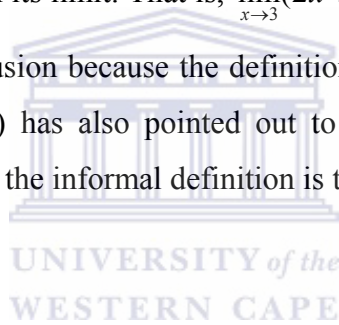 its limit. That is, lim(2
x→3
usion because the definition
) has also pointed out to
the informal definition is t
UNIVERSITY of the
WESTERN CAPE